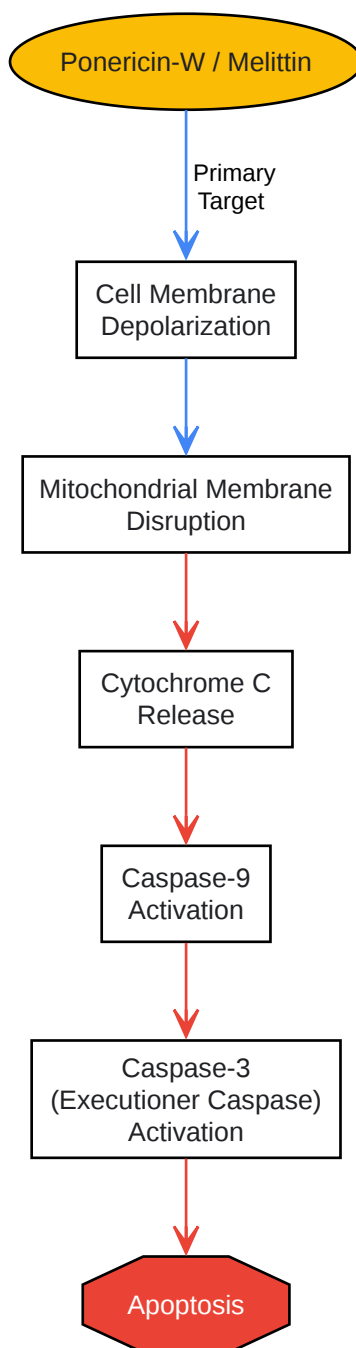 Ponericin-W / Melittin
Primary
Target
Cell Membrane
Depolarization
Mitochondrial Membrane
Disruption
Cytochrome C
Release
Caspase-9
Activation
Caspase-3
(Executioner Caspase)
Activation
Apoptosis